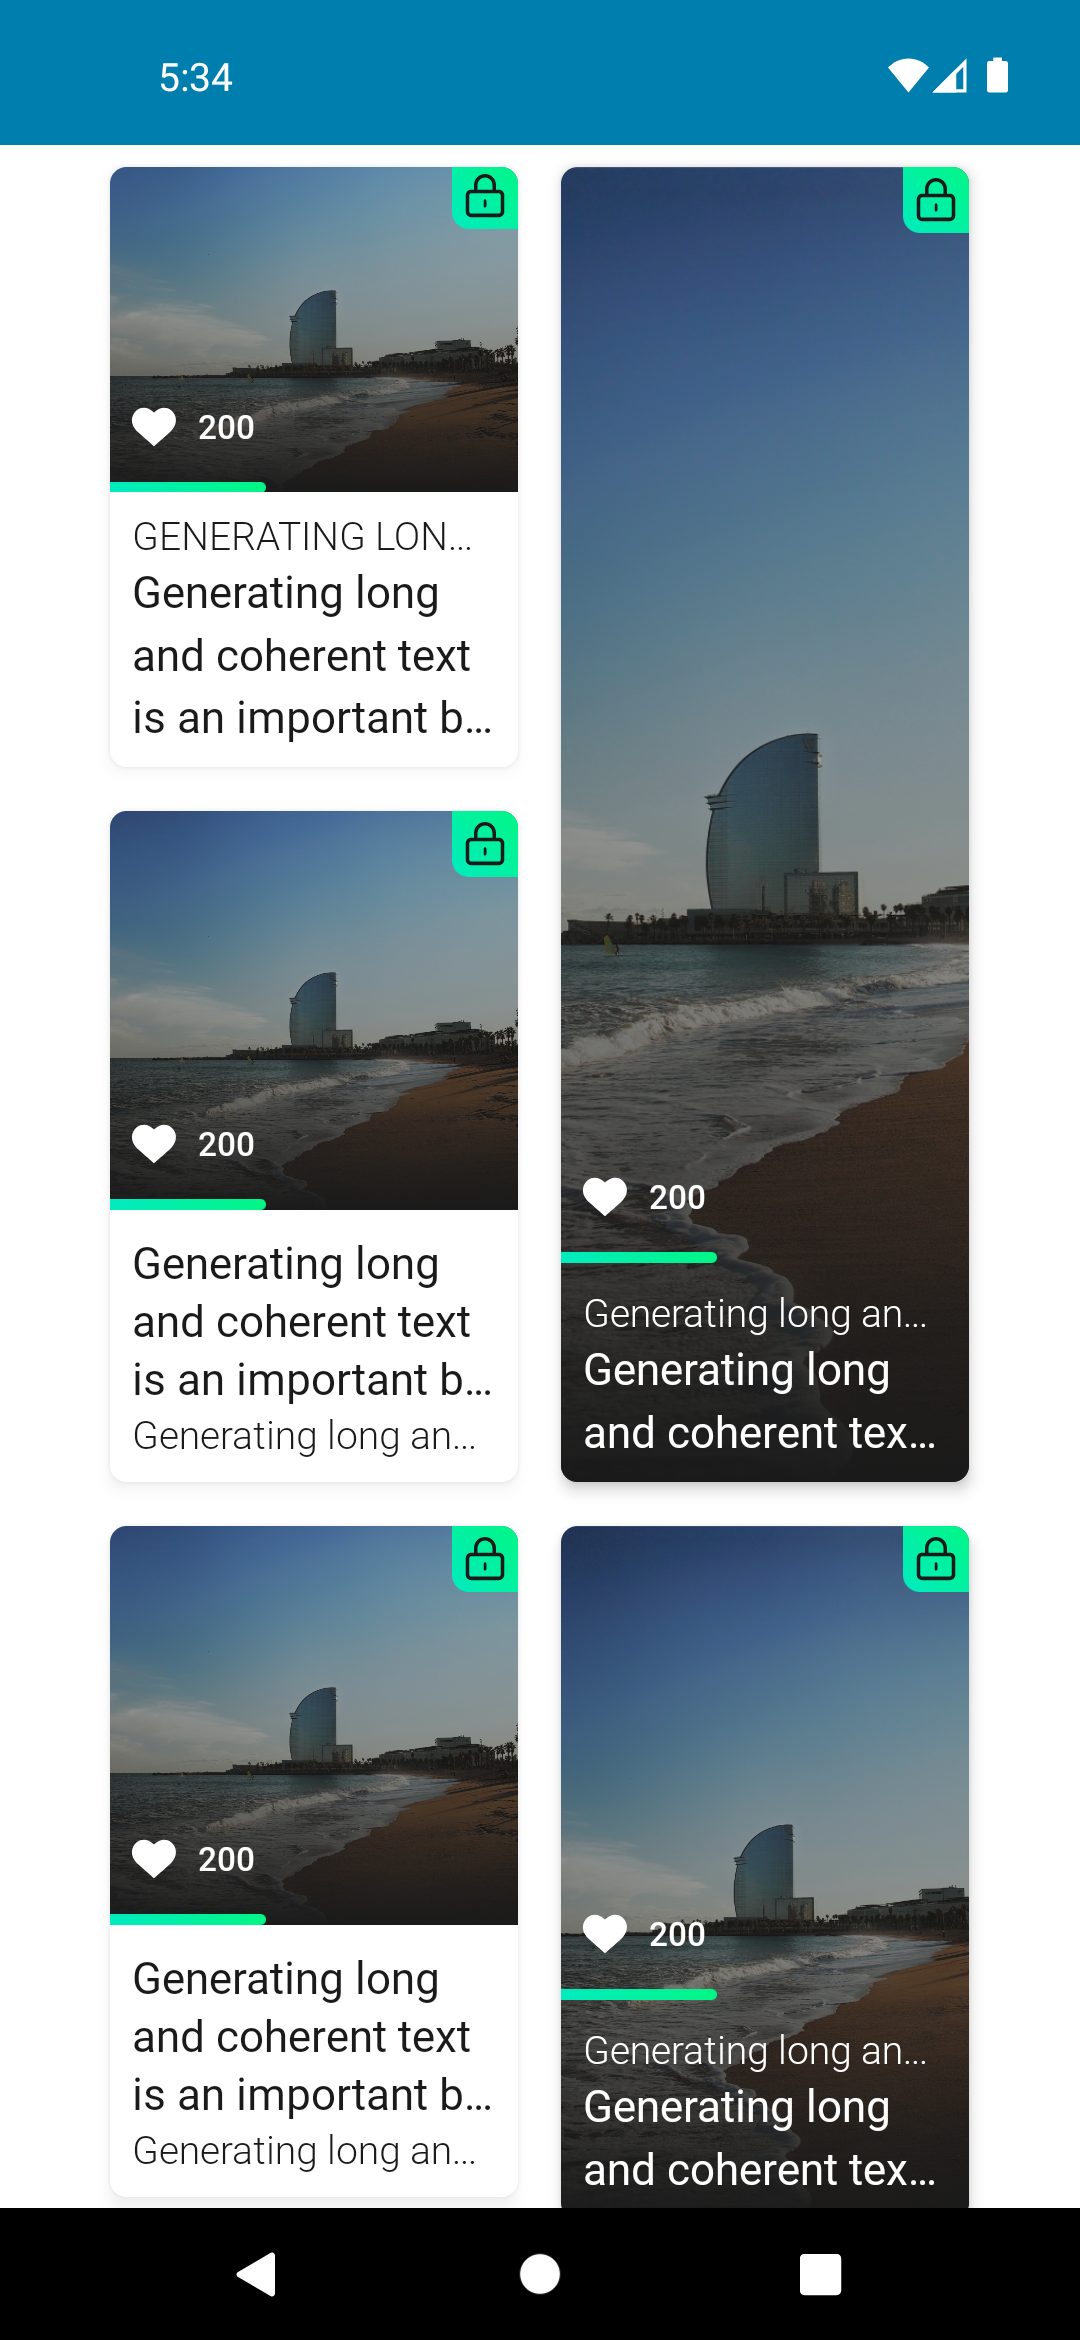 5:34
200
GENERATING LON...
Generating long
and coherent text
is an important b...
200
Generating long
and coherent text
is an important b...
Generating long an...
200
Generating long an...
Generating long
and coherent tex...
200
Generating long
and coherent text
is an important b...
Generating long an...
200
Generating long an...
Generating long
and coherent tex...